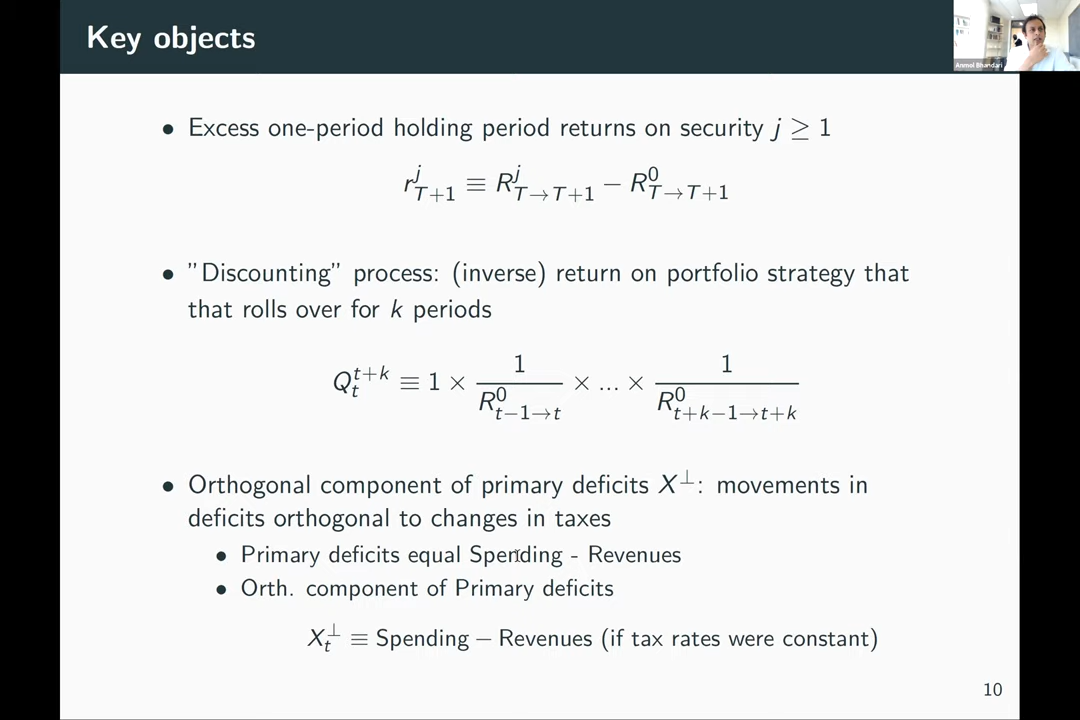 Key objects
Anmol Bhandari
• Excess one-period holding period returns on security j ≥ 1
r^j_{T+1} ≡ R^j_{T→T+1} − R^0_{T→T+1}
• ”Discounting” process: (inverse) return on portfolio strategy that
that rolls over for k periods
Q_t^{t+k} ≡ 1 × 1/R^0_{t−1→t} × ... × 1/R^0_{t+k−1→t+k}
• Orthogonal component of primary deficits X^⊥: movements in
deficits orthogonal to changes in taxes
• Primary deficits equal Spending - Revenues
• Orth. component of Primary deficits
X_t^⊥ ≡ Spending − Revenues (if tax rates were constant)
10